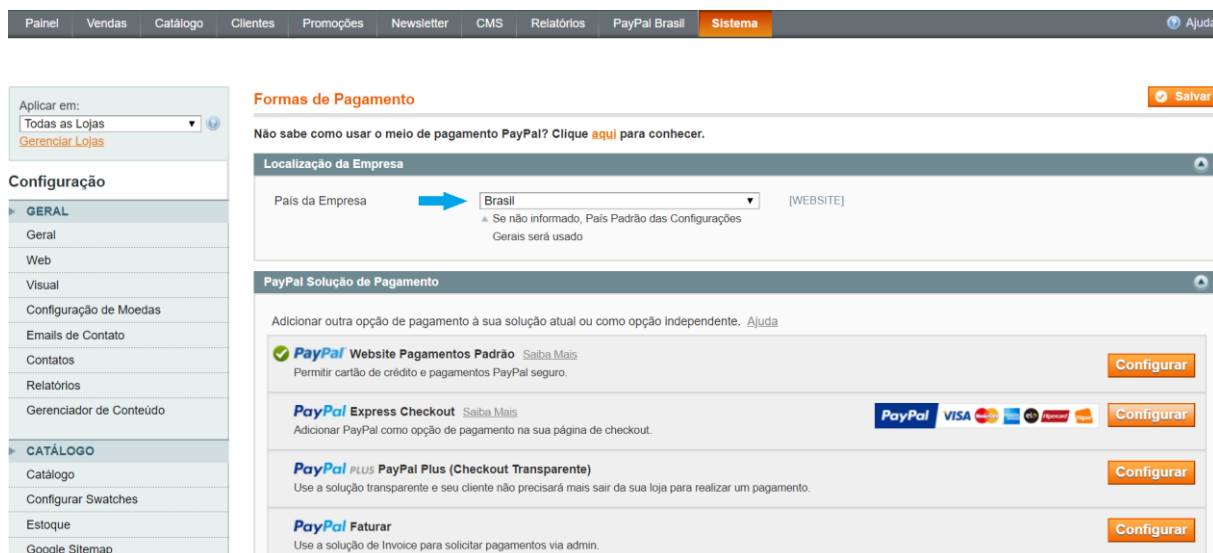 Painel Vendas Catálogo Clientes Promoções Newsletter CMS Relatórios PayPal Brasil Sistema Ajuda
Aplicar em:
Todas as Lojas
Gerenciar Lojas
Configuração
GERAL
Geral
Web
Visual
Configuração de Moedas
Emails de Contato
Contatos
Relatórios
Gerenciador de Conteúdo
CATÁLOGO
Catálogo
Configurar Swatches
Estoque
Google Sitemap
Formas de Pagamento Salvar
Não sabe como usar o meio de pagamento PayPal? Clique aqui para conhecer.
Localização da Empresa
País da Empresa Brasil [WEBSITE]
Se não informado, País Padrão das Configurações
Gerais será usado
PayPal Solução de Pagamento
Adicionar outra opção de pagamento à sua solução atual ou como opção independente. Ajuda
PayPal Website Pagamentos Padrão Saiba Mais
Permitir cartão de crédito e pagamentos PayPal seguro.
Configurar
PayPal Express Checkout Saiba Mais
Adicionar PayPal como opção de pagamento na sua página de checkout.
PayPal VISA Configurar
PayPal PLUS PayPal Plus (Checkout Transparente)
Use a solução transparente e seu cliente não precisará mais sair da sua loja para realizar um pagamento.
Configurar
PayPal Faturar
Use a solução de Invoice para solicitar pagamentos via admin.
Configurar